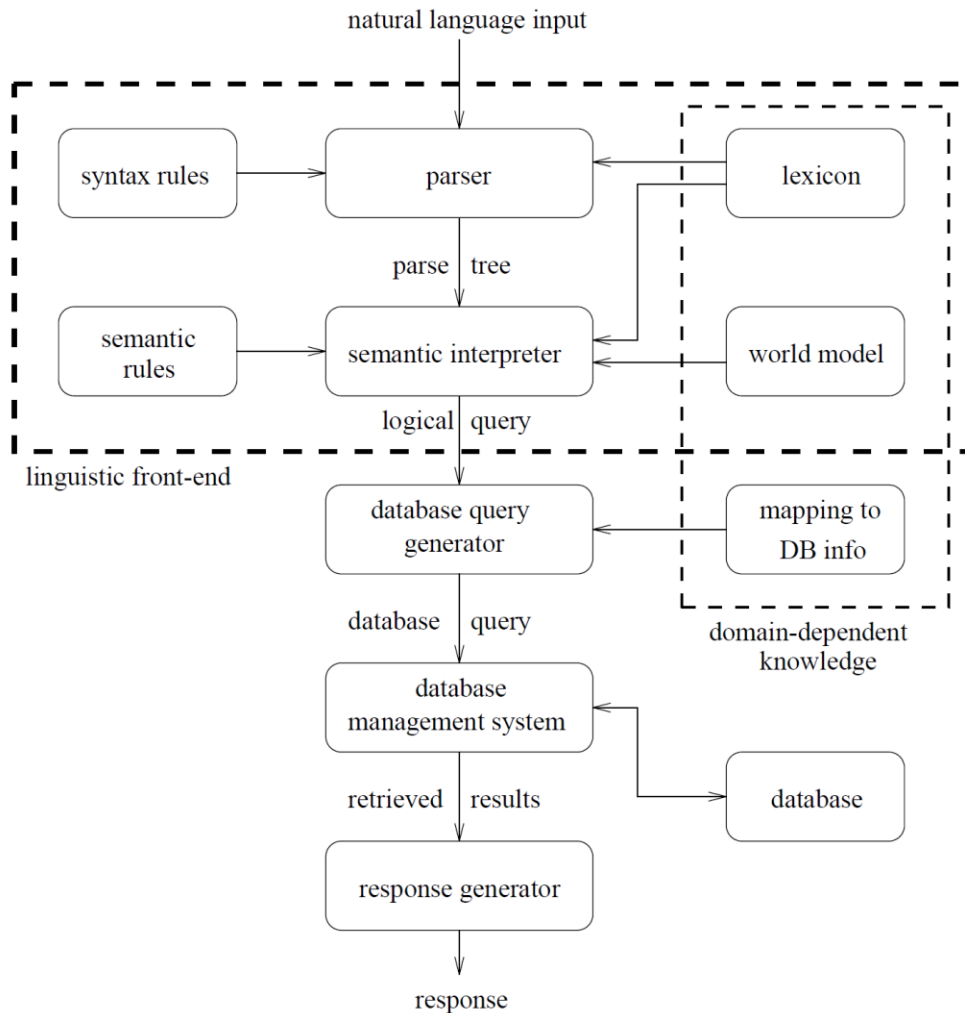 natural language input
syntax rules
parser
lexicon
parse tree
semantic
rules
semantic interpreter
world model
logical query
linguistic front-end
database query
generator
mapping to
DB info
database query
domain-dependent
knowledge
database
management system
retrieved results
database
response generator
response